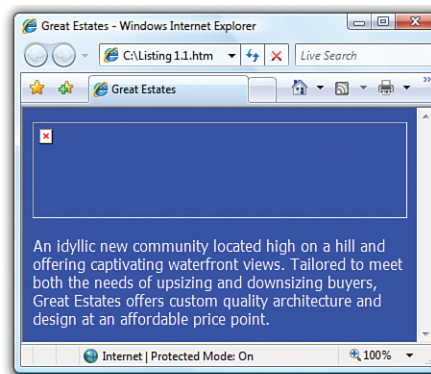 Great Estates - Windows Internet Explorer
C:\Listing 1.1.htm
Live Search
Great Estates
An idyllic new community located high on a hill and
offering captivating waterfront views. Tailored to meet
both the needs of upsizing and downsizing buyers,
Great Estates offers custom quality architecture and
design at an affordable price point.
Internet | Protected Mode: On
100%